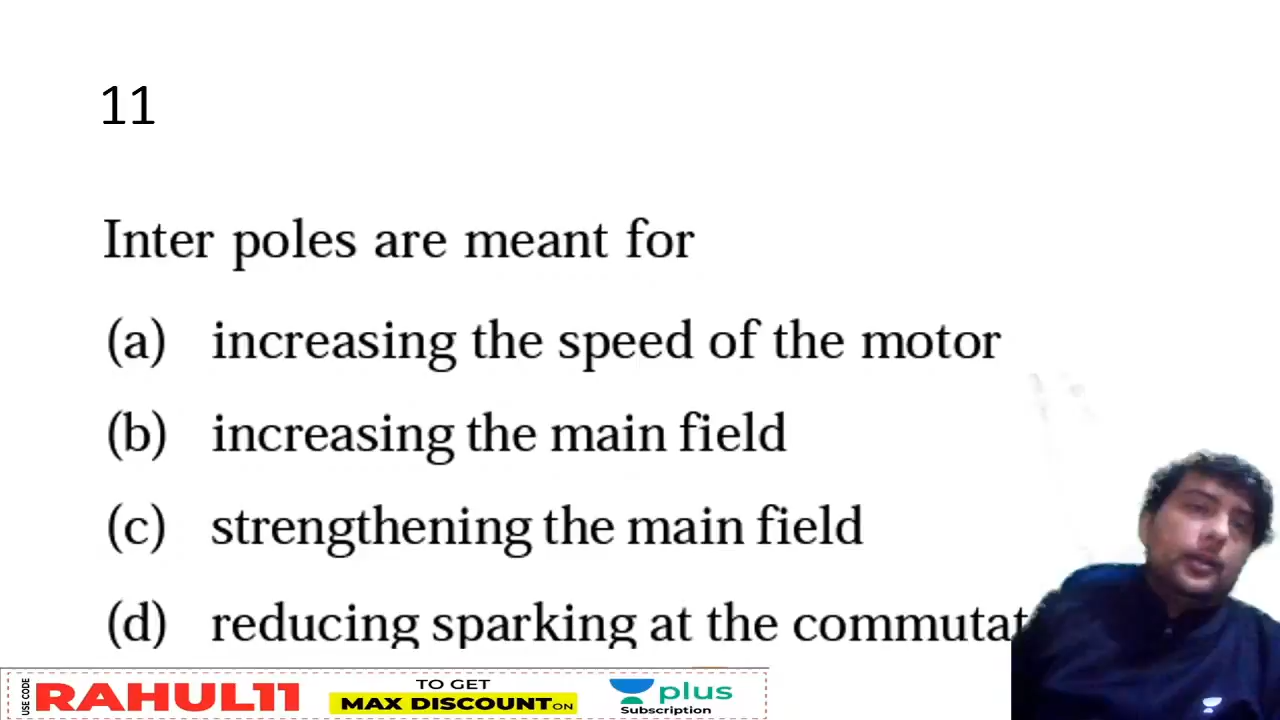 11
Inter poles are meant for
(a) increasing the speed of the motor
(b) increasing the main field
(c) strengthening the main field
(d) reducing sparking at the commutat
USE CODE
RAHUL11
TO GET
MAX DISCOUNT ON
plus
Subscription